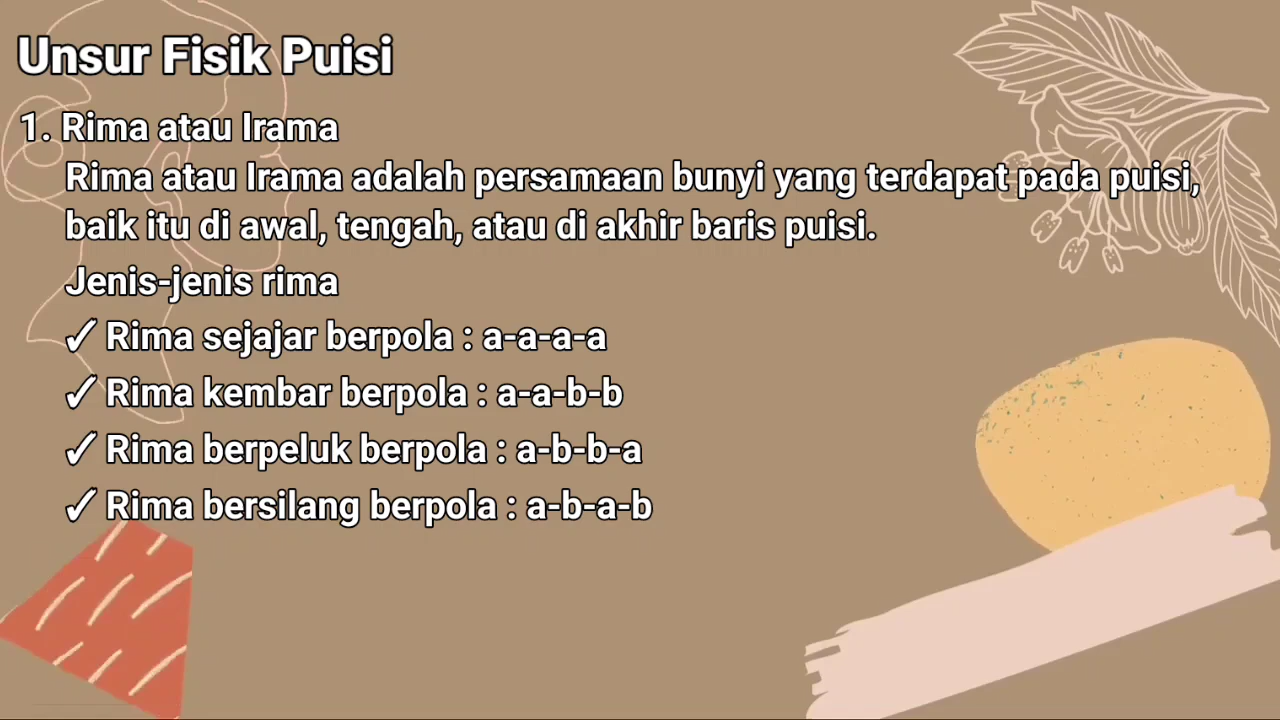 Unsur Fisik Puisi
1. Rima atau Irama
Rima atau Irama adalah persamaan bunyi yang terdapat pada puisi,
baik itu di awal, tengah, atau di akhir baris puisi.
Jenis-jenis rima
✓ Rima sejajar berpola : a-a-a-a
✓ Rima kembar berpola : a-a-b-b
✓ Rima berpeluk berpola : a-b-b-a
✓ Rima bersilang berpola : a-b-a-b